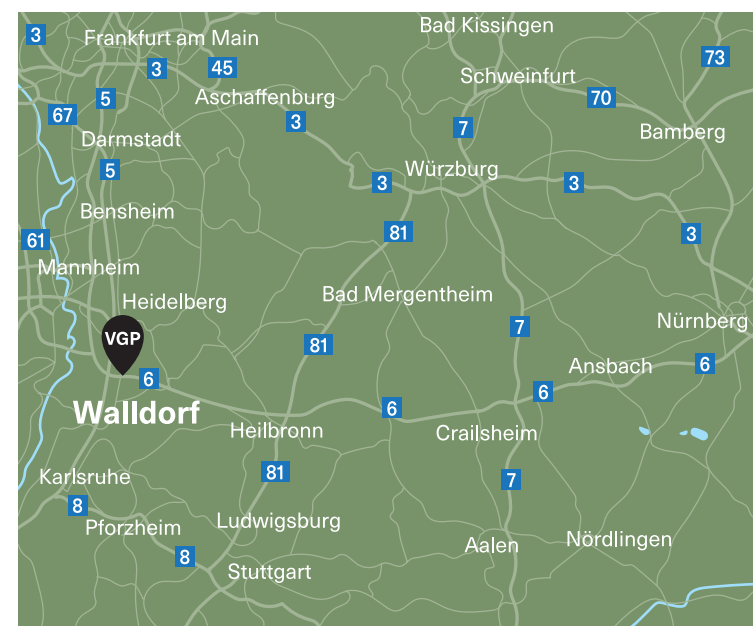 Bad Kissingen
3
Frankfurt am Main
73
3
45
Schweinfurt
5
Aschaffenburg
70
67
3
7
Bamberg
Darmstadt
5
Würzburg
3
3
Bensheim
81
3
61
Mannheim
Heidelberg
Bad Mergentheim
Nürnberg
VGP
7
81
Ansbach
6
6
6
6
Walldorf
Heilbronn
Crailsheim
Karlsruhe
81
7
8
Pforzheim
Ludwigsburg
Aalen
Nördlingen
8
Stuttgart